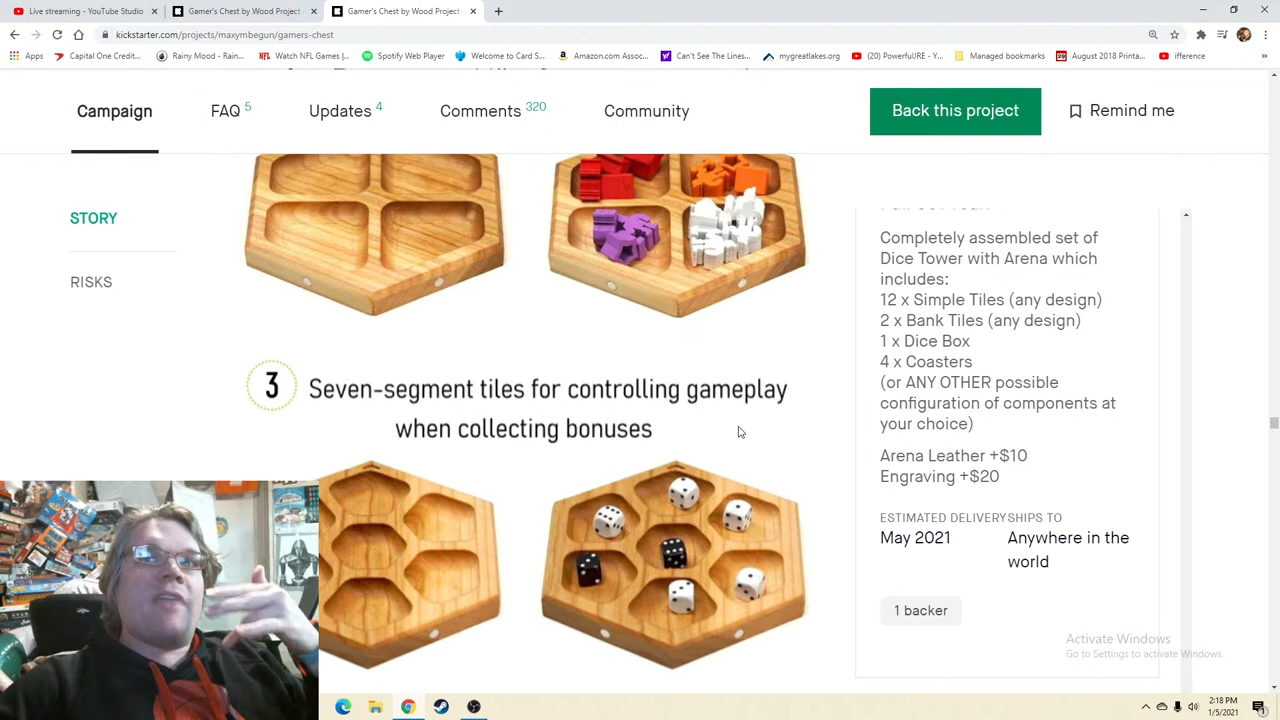 Live streaming - YouTube Studio
Gamer's Chest by Wood Project
Gamer's Chest by Wood Project
kickstarter.com/projects/maxymbegun/gamers-chest
Apps
Capital One Credit...
Rainy Mood - Rain...
Watch NFL Games |...
Spotify Web Player
Welcome to Card S...
Amazon.com Assoc...
Can't See The Lines...
mygreatlakes.org
(20) PowerfulJRE - Y...
Managed bookmarks
August 2018 Printa...
ifference
Campaign
FAQ 5
Updates 4
Comments 320
Community
Back this project
Remind me
STORY
RISKS
3
Seven-segment tiles for controlling gameplay
when collecting bonuses
Completely assembled set of
Dice Tower with Arena which
includes:
12 x Simple Tiles (any design)
2 x Bank Tiles (any design)
1 x Dice Box
4 x Coasters
(or ANY OTHER possible
configuration of components at
your choice)
Arena Leather +$10
Engraving +$20
ESTIMATED DELIVERY
May 2021
SHIPS TO
Anywhere in the
world
1 backer
Activate Windows
Go to Settings to activate Windows.
2:18 PM
1/5/2021